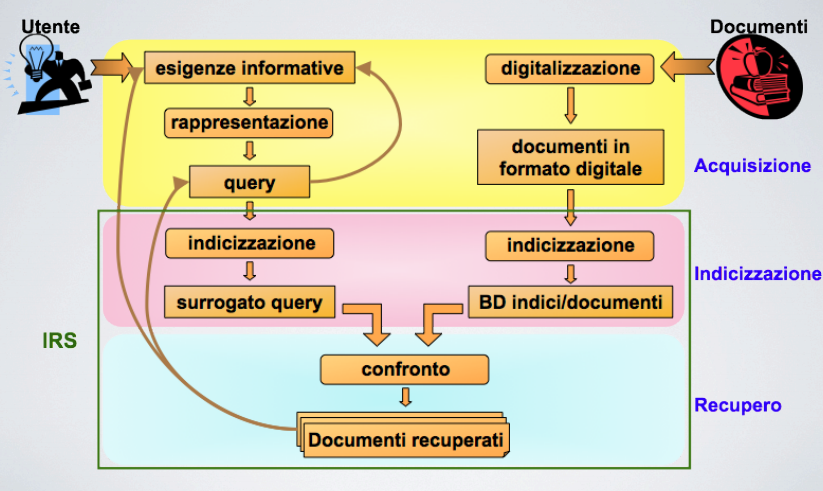 Utente
Documenti
esigenze informative
digitalizzazione
rappresentazione
documenti in
formato digitale
Acquisizione
query
indicizzazione
indicizzazione
Indicizzazione
surrogato query
BD indici/documenti
IRS
confronto
Recupero
Documenti recuperati